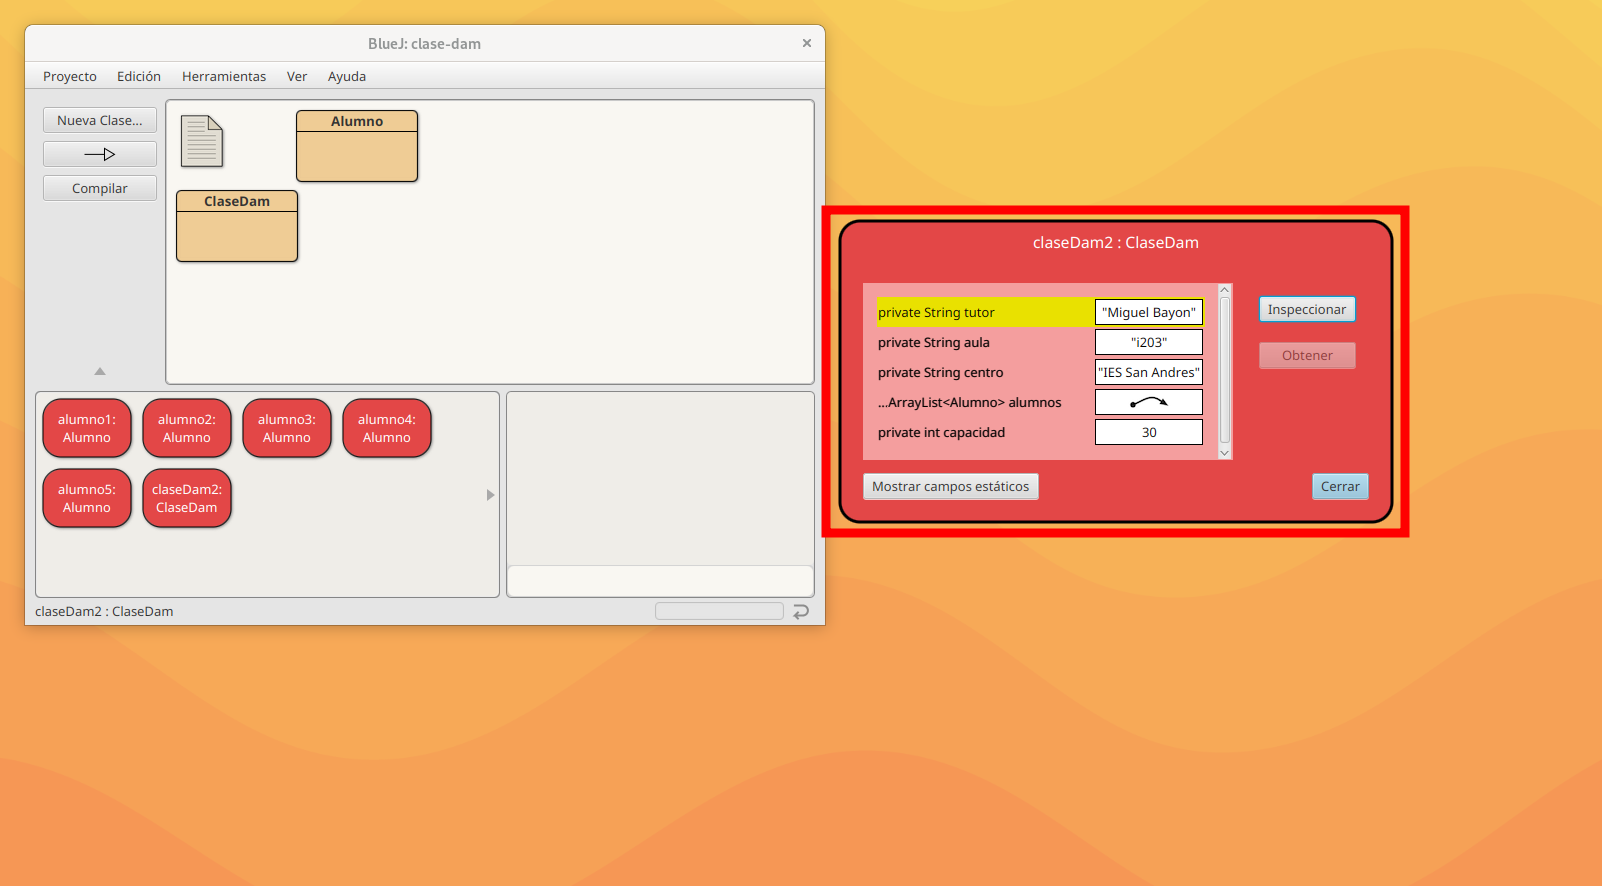 BlueJ: clase-dam
Proyecto Edición Herramientas Ver Ayuda
Nueva Clase...
Compilar
Alumno
ClaseDam
alumno1:
Alumno
alumno2:
Alumno
alumno3:
Alumno
alumno4:
Alumno
alumno5:
Alumno
claseDam2:
ClaseDam
claseDam2 : ClaseDam
claseDam2 : ClaseDam
private String tutor "Miguel Bayon"
private String aula "i203"
private String centro "IES San Andres"
...ArrayList<Alumno> alumnos
private int capacidad 30
Inspeccionar
Obtener
Mostrar campos estáticos
Cerrar